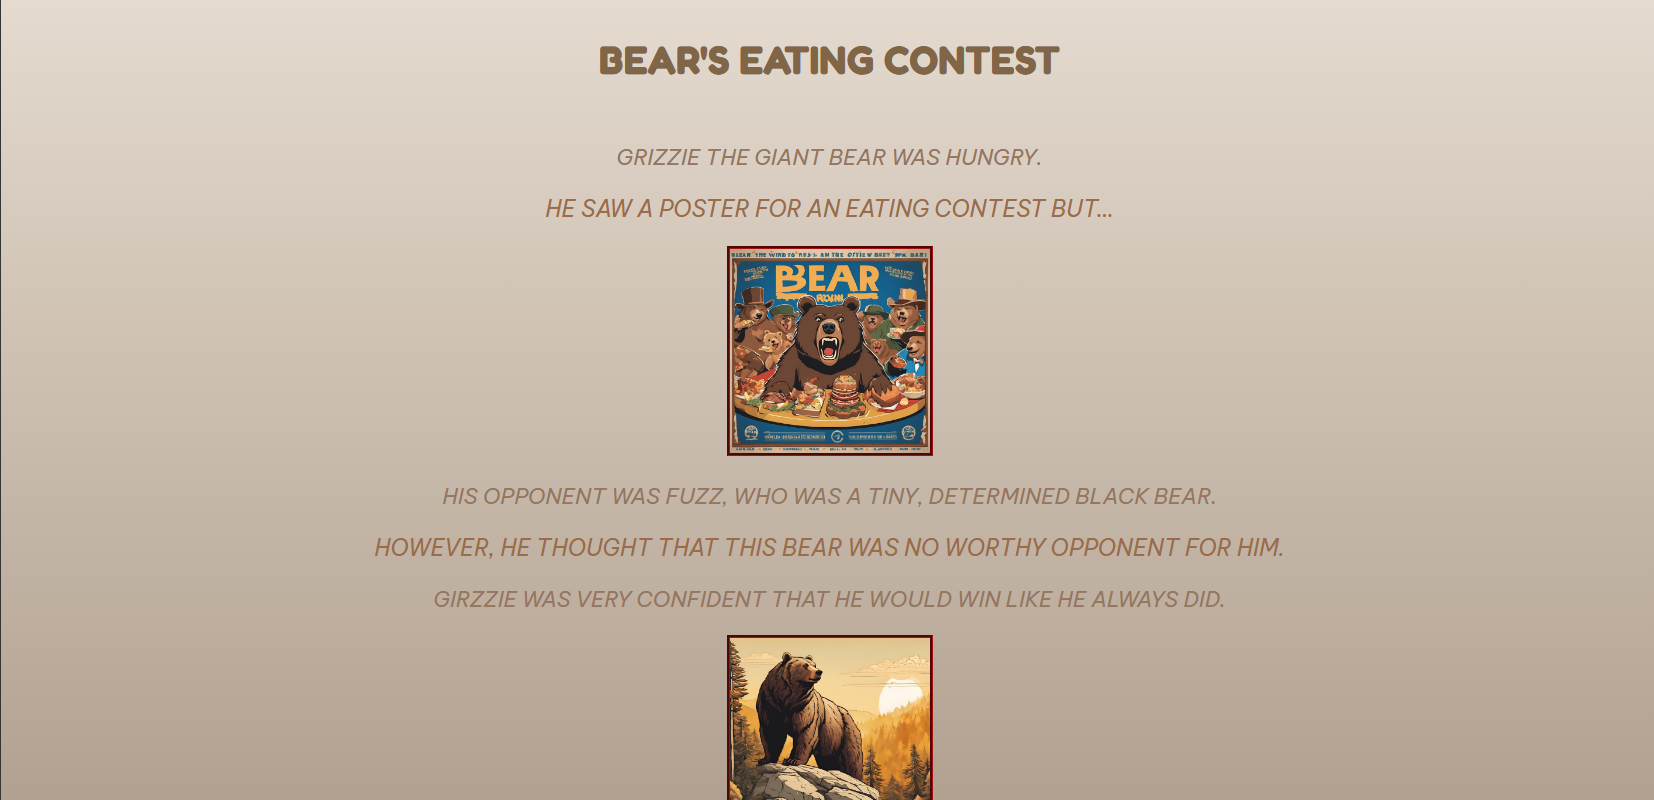 BEAR'S EATING CONTEST
GRIZZIE THE GIANT BEAR WAS HUNGRY.
HE SAW A POSTER FOR AN EATING CONTEST BUT...
BEAR
HIS OPPONENT WAS FUZZ, WHO WAS A TINY, DETERMINED BLACK BEAR.
HOWEVER, HE THOUGHT THAT THIS BEAR WAS NO WORTHY OPPONENT FOR HIM.
GIRZZIE WAS VERY CONFIDENT THAT HE WOULD WIN LIKE HE ALWAYS DID.